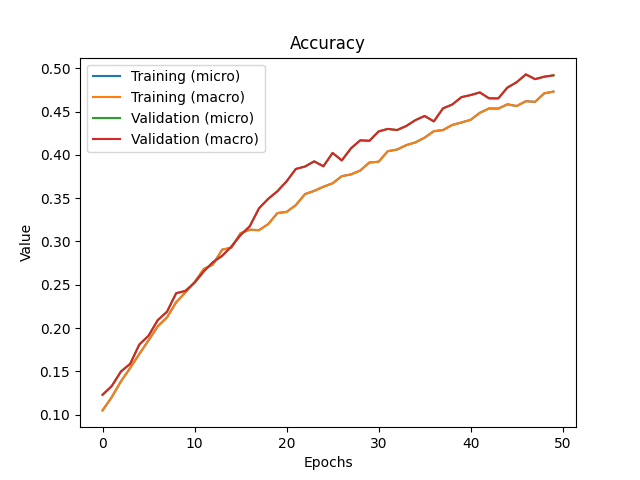 Accuracy
Training (micro)
Training (macro)
Validation (micro)
Validation (macro)
0.50
0.45
0.40
0.35
0.30
0.25
0.20
0.15
0.10
Value
0 10 20 30 40 50
Epochs